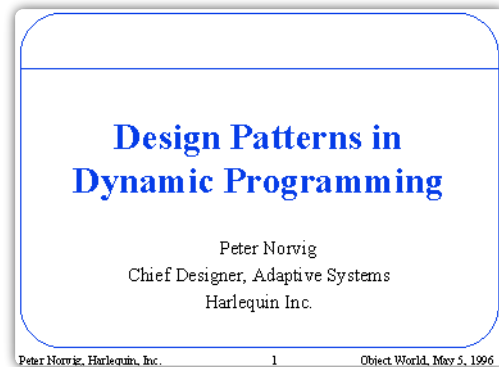 Design Patterns in
Dynamic Programming
Peter Norvig
Chief Designer, Adaptive Systems
Harlequin Inc.
Peter Norvig, Harlequin, Inc.
1
Object World, May 5, 1996